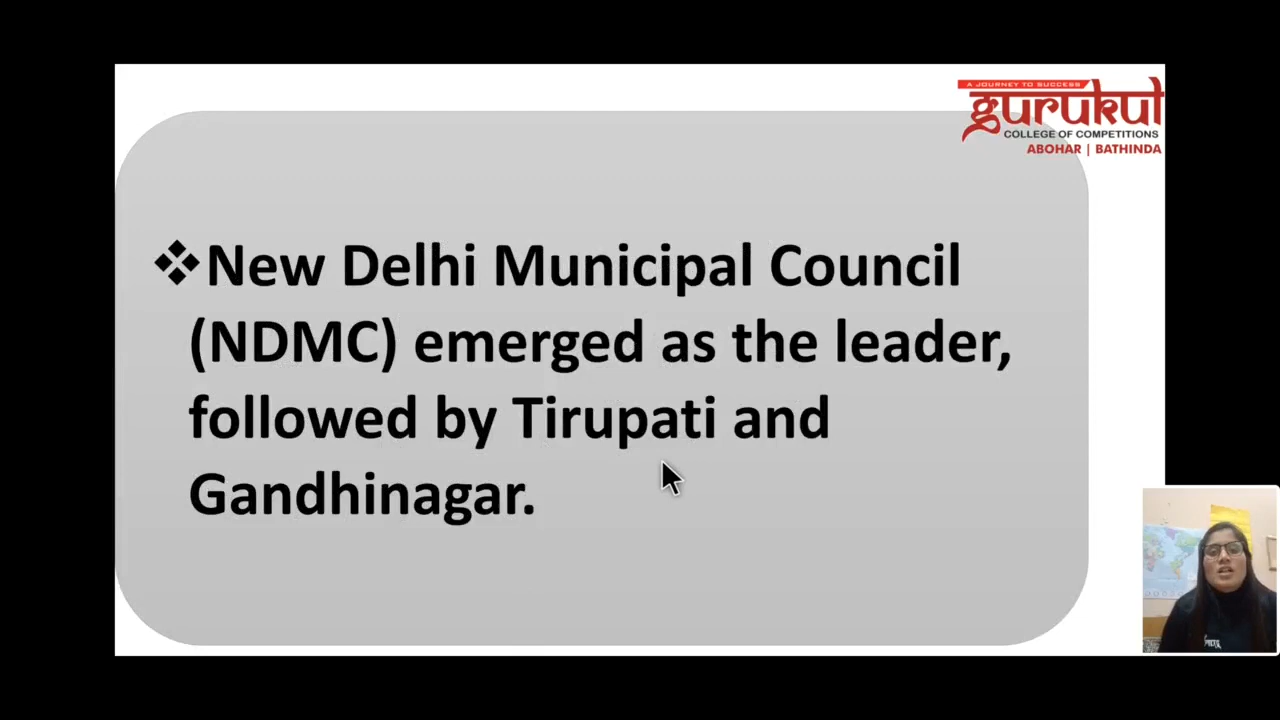 A JOURNEY TO SUCCESS
gurukul
COLLEGE OF COMPETITIONS
ABOHAR | BATHINDA
❖New Delhi Municipal Council
(NDMC) emerged as the leader,
followed by Tirupati and
Gandhinagar.